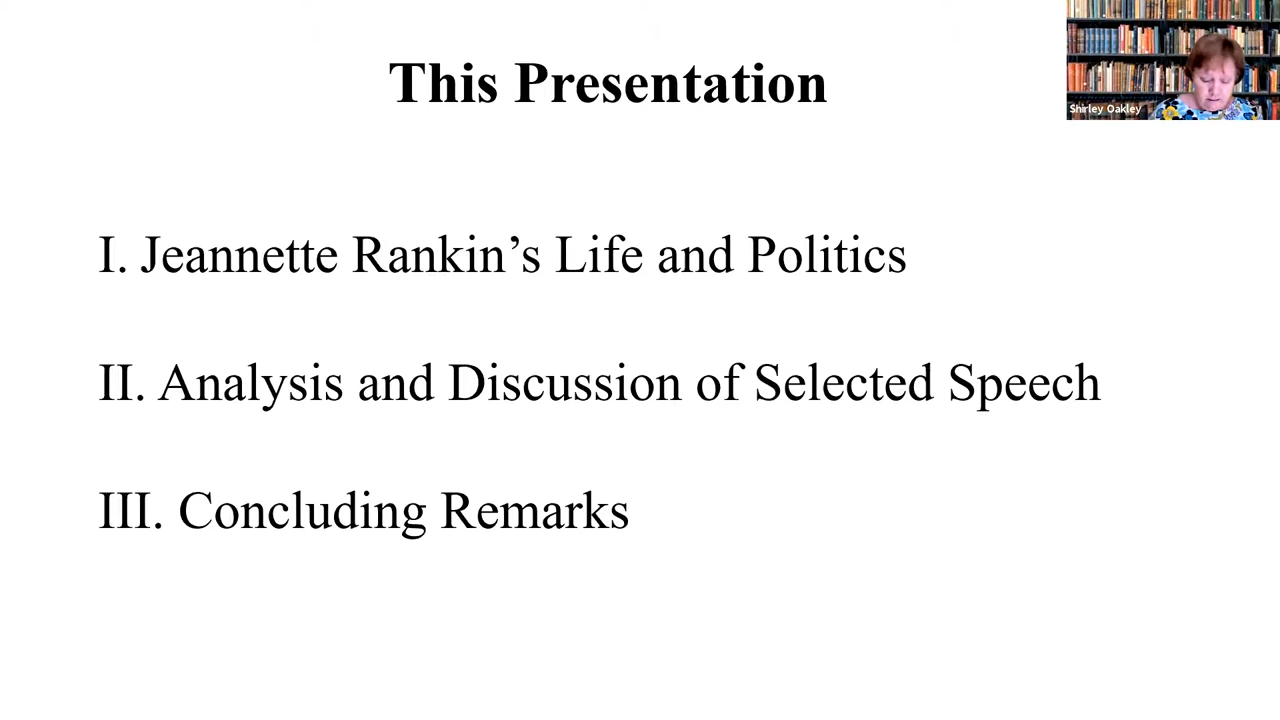 This Presentation
Shirley Oakley
I. Jeannette Rankin’s Life and Politics
II. Analysis and Discussion of Selected Speech
III. Concluding Remarks